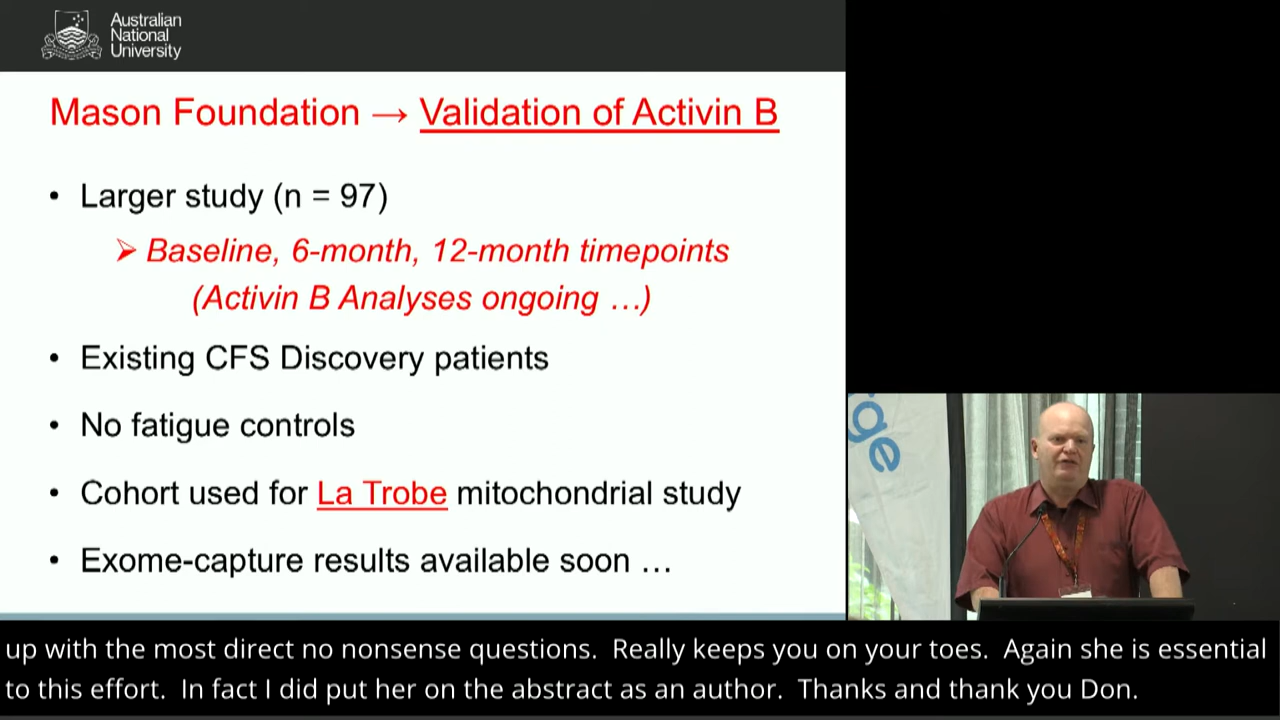 Australian
National
University
Mason Foundation → Validation of Activin B
• Larger study (n = 97)
➢ Baseline, 6-month, 12-month timepoints
(Activin B Analyses ongoing …)
• Existing CFS Discovery patients
• No fatigue controls
• Cohort used for La Trobe mitochondrial study
• Exome-capture results available soon …
rge
up with the most direct no nonsense questions.  Really keeps you on your toes.  Again she is essential
to this effort.  In fact I did put her on the abstract as an author.  Thanks and thank you Don.